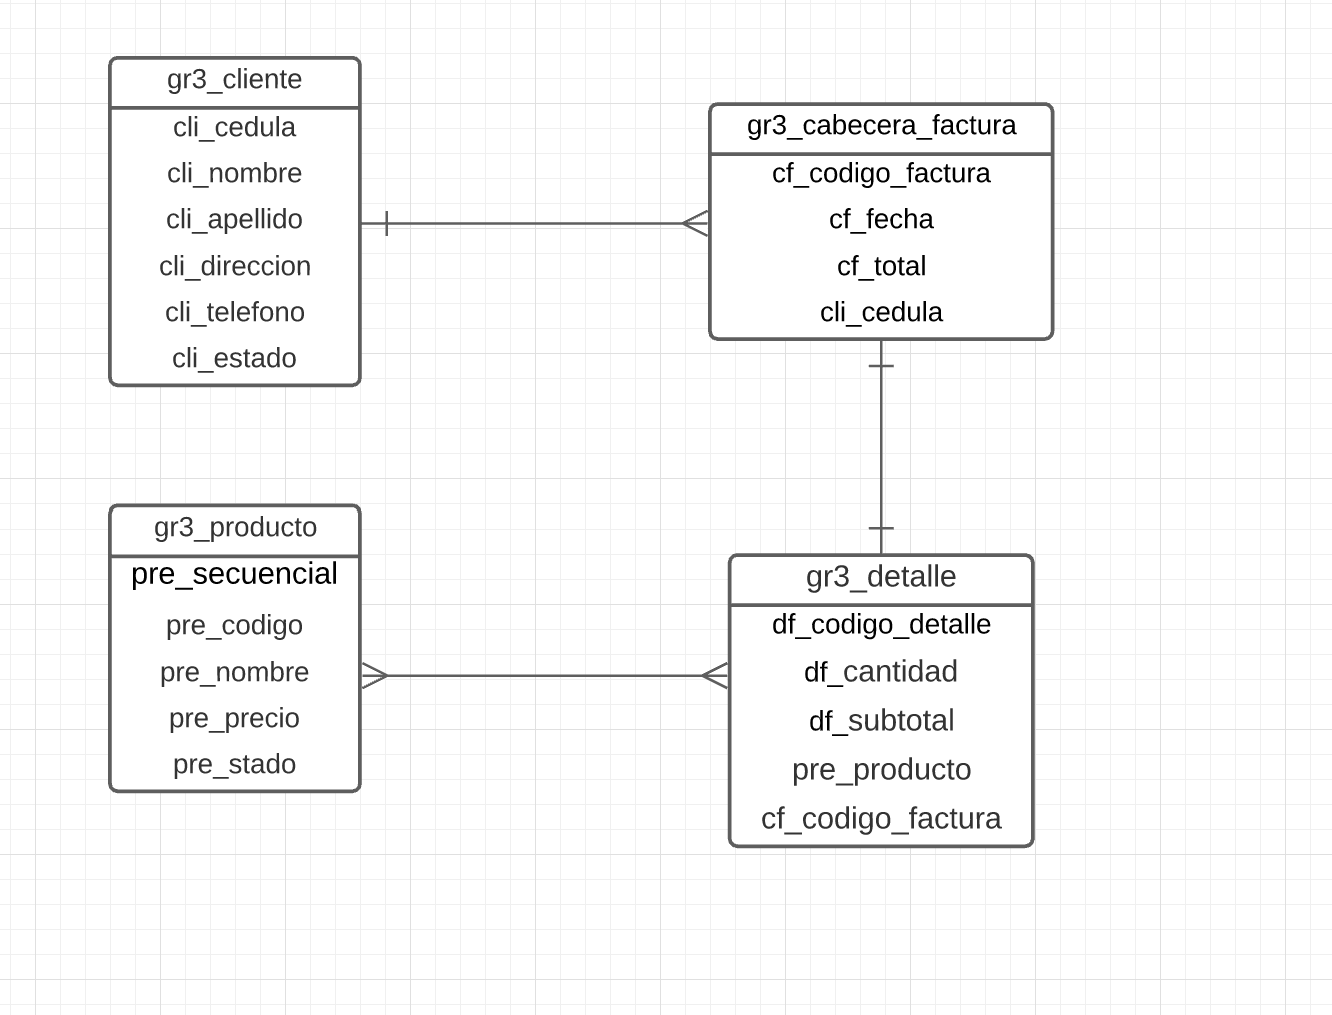 gr3_cliente
cli_cedula
cli_nombre
cli_apellido
cli_direccion
cli_telefono
cli_estado
gr3_cabecera_factura
cf_codigo_factura
cf_fecha
cf_total
cli_cedula
gr3_producto
pre_secuencial
pre_codigo
pre_nombre
pre_precio
pre_stado
gr3_detalle
df_codigo_detalle
df_cantidad
df_subtotal
pre_producto
cf_codigo_factura